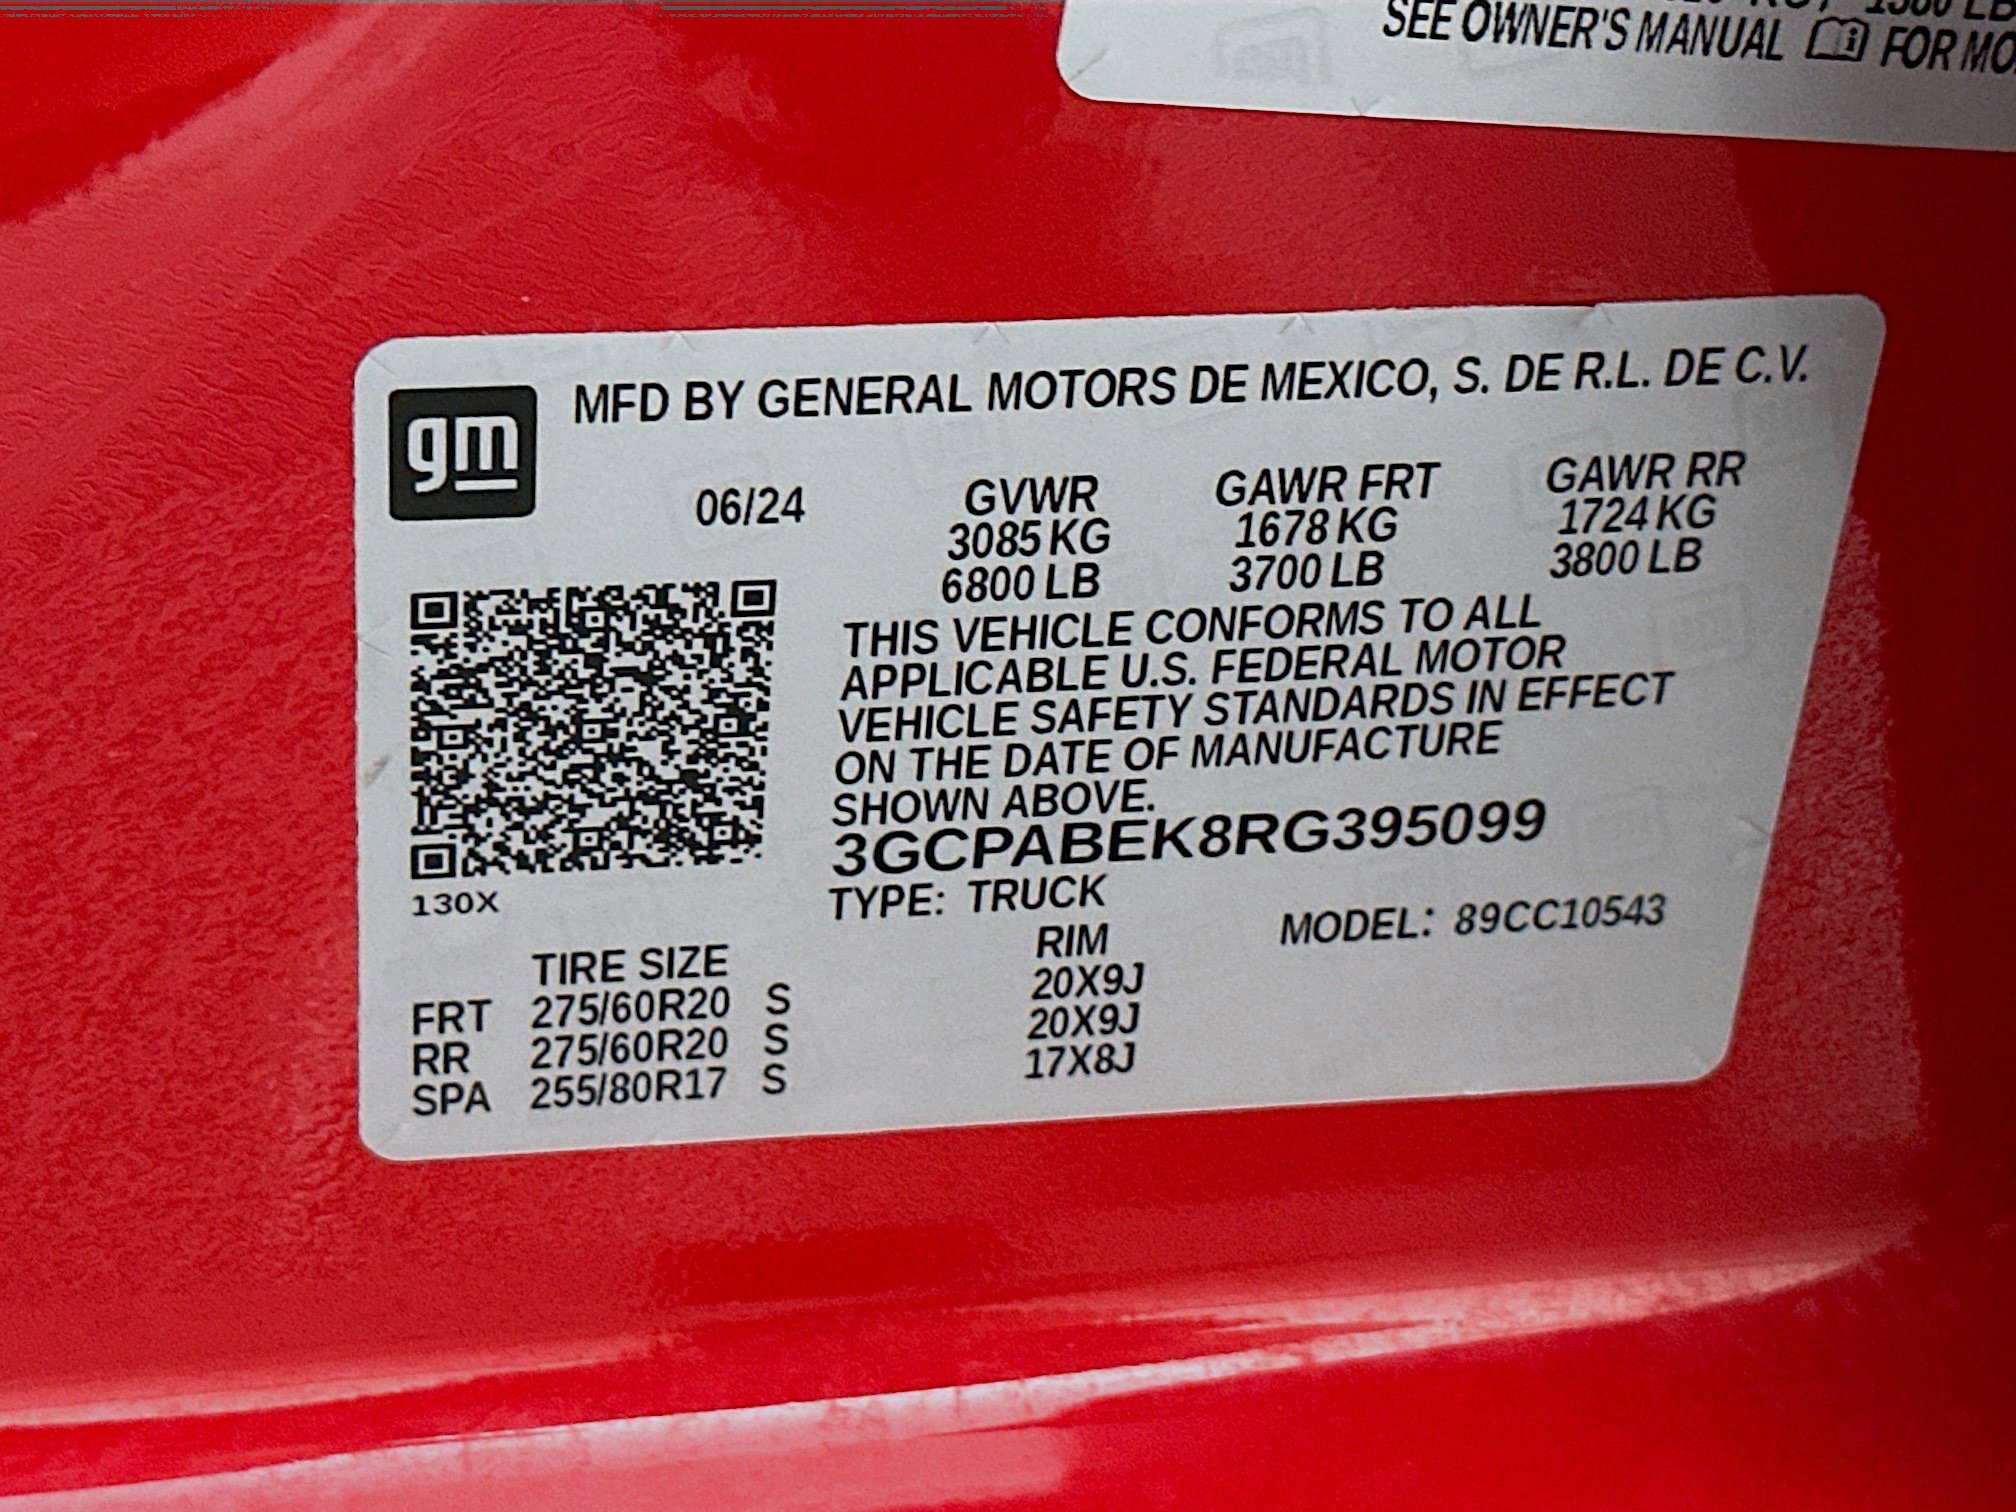 SEE OWNER'S MANUAL FOR MO
gm
MFD BY GENERAL MOTORS DE MEXICO, S. DE R.L. DE C.V.
06/24 GVWR GAWR FRT GAWR RR
3085 KG 1678 KG 1724 KG
6800 LB 3700 LB 3800 LB
THIS VEHICLE CONFORMS TO ALL
APPLICABLE U.S. FEDERAL MOTOR
VEHICLE SAFETY STANDARDS IN EFFECT
ON THE DATE OF MANUFACTURE
SHOWN ABOVE.
3GCPABEK8RG395099
130X
TYPE: TRUCK
MODEL: 89CC10543
TIRE SIZE RIM
FRT 275/60R20 S 20X9J
RR 275/60R20 S 20X9J
SPA 255/80R17 S 17X8J